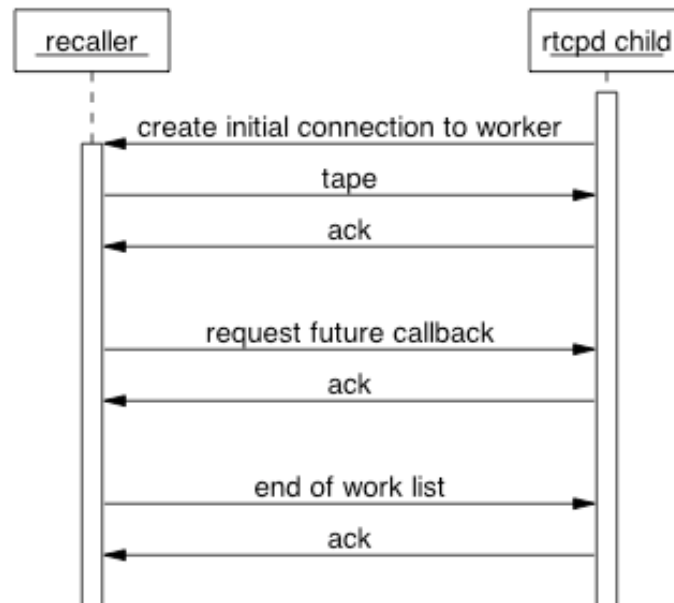 recaller
rtcpd child
create initial connection to worker
tape
ack
request future callback
ack
end of work list
ack